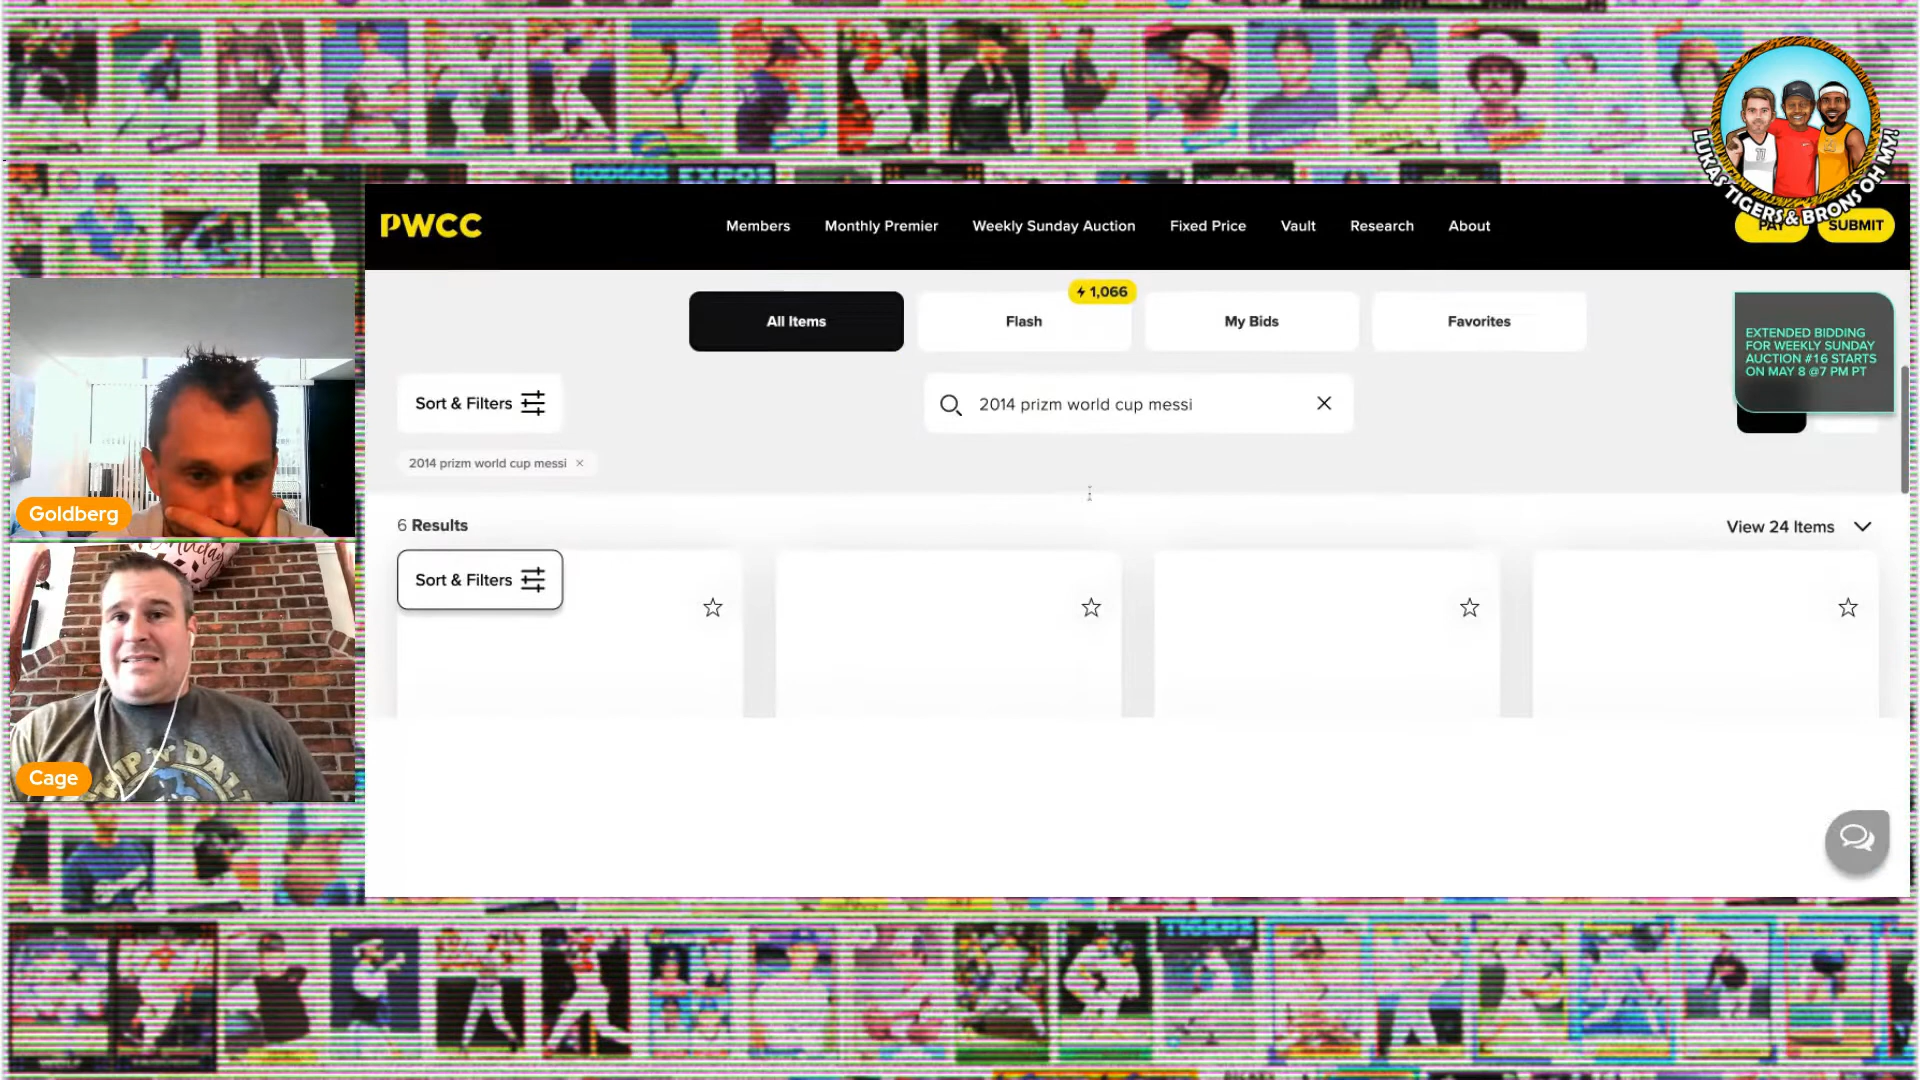 DODGERS EXPOS
LUKAS TIGERS & BRONS OH MY!
PWCC
Members
Monthly Premier
Weekly Sunday Auction
Fixed Price
Vault
Research
About
PAY
SUBMIT
1,066
All Items
Flash
My Bids
Favorites
EXTENDED BIDDING
FOR WEEKLY SUNDAY
AUCTION #16 STARTS
ON MAY 8 @7 PM PT
Sort & Filters
2014 prizm world cup messi
2014 prizm world cup messi
6 Results
View 24 Items
Sort & Filters
Goldberg
Cage
TIGERS